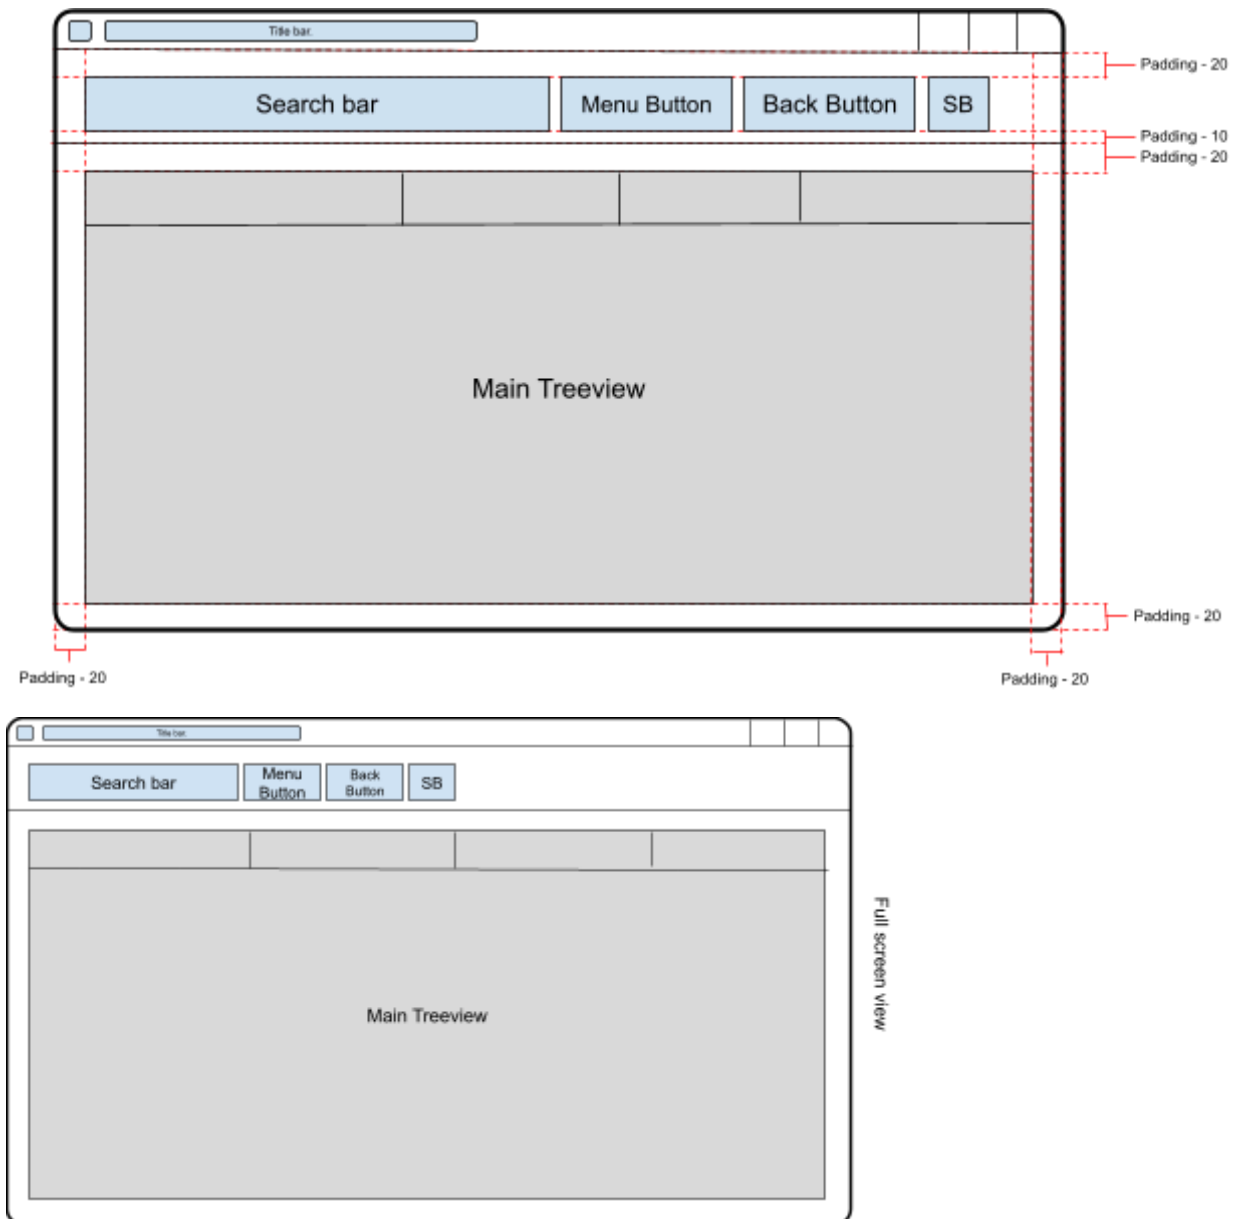 Title bar.
Padding - 20
Search bar
Menu Button
Back Button
SB
Padding - 10
Padding - 20
Main Treeview
Padding - 20
Padding - 20
Padding - 20
Title bar.
Search bar
Menu
Button
Back
Button
SB
Full screen view
Main Treeview